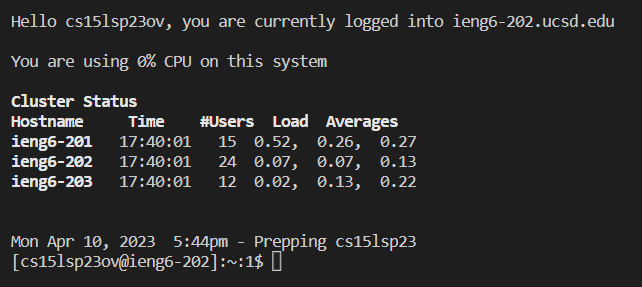 Hello cs15lsp23ov, you are currently logged into ieng6-202.ucsd.edu
You are using 0% CPU on this system
Cluster Status
Hostname     Time    #Users  Load  Averages
ieng6-201   17:40:01   15  0.52,  0.26,  0.27
ieng6-202   17:40:01   24  0.07,  0.07,  0.13
ieng6-203   17:40:01   12  0.02,  0.13,  0.22
Mon Apr 10, 2023  5:44pm - Prepping cs15lsp23
[cs15lsp23ov@ieng6-202]:~:1$